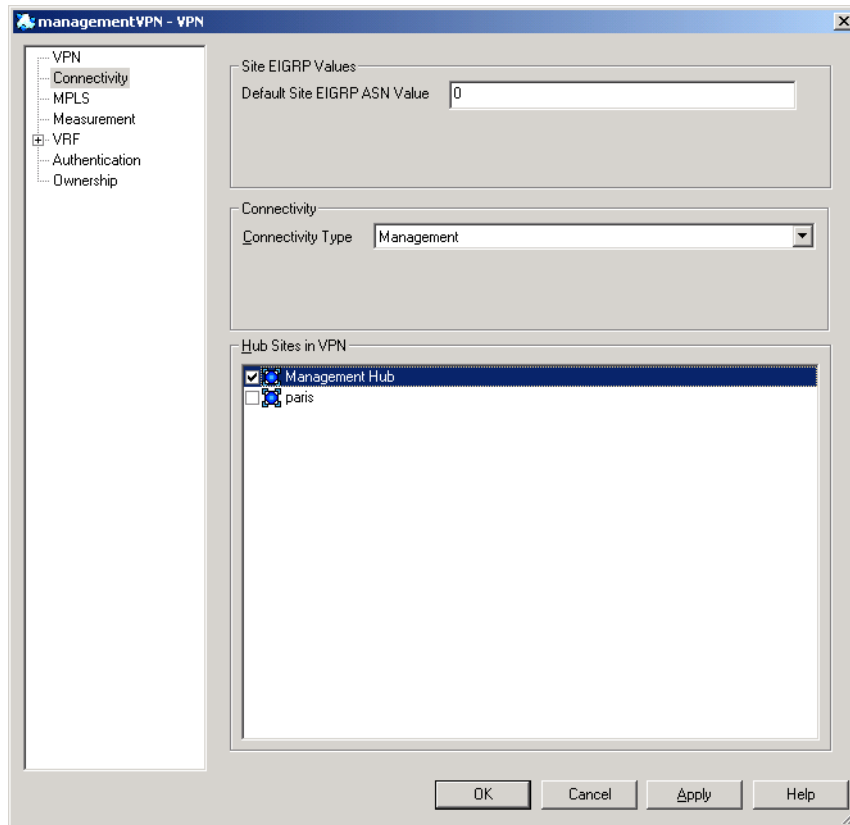 managementVPN - VPN
VPN
Connectivity
MPLS
Measurement
VRF
Authentication
Ownership
Site EIGRP Values
Default Site EIGRP ASN Value
0
Connectivity
Connectivity Type
Management
Hub Sites in VPN
Management Hub
paris
OK
Cancel
Apply
Help